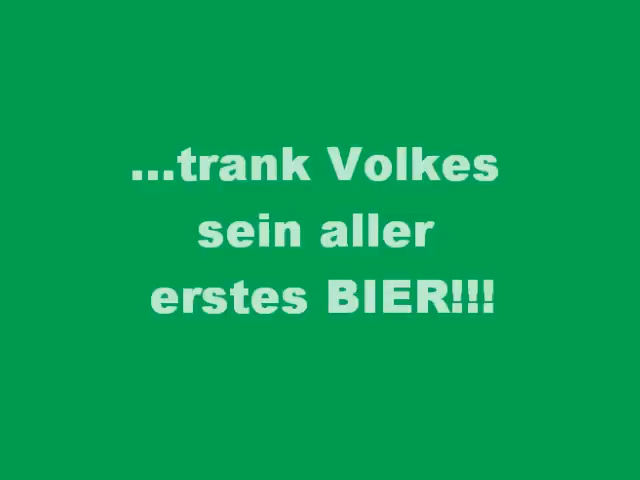 ...trank Volkes
sein aller
erstes BIER!!!